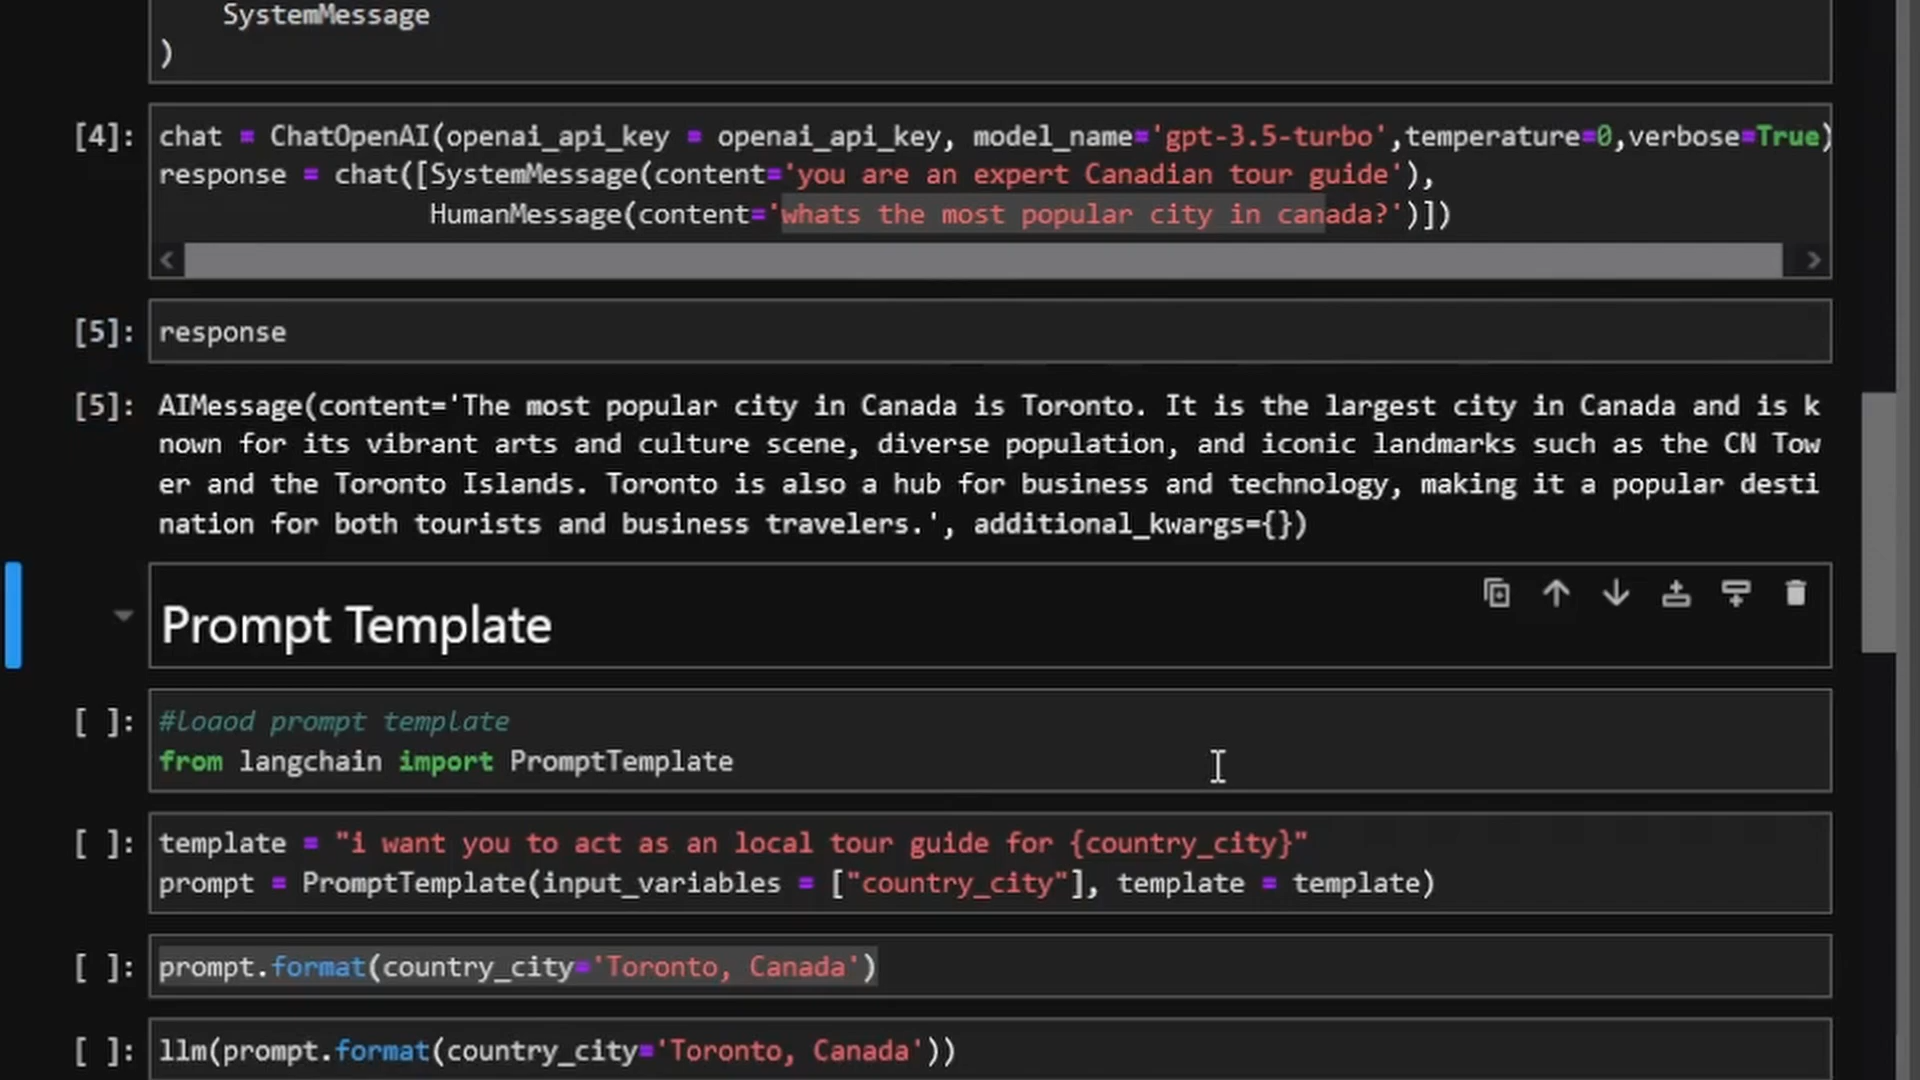 SystemMessage
)
[4]: chat = ChatOpenAI(openai_api_key = openai_api_key, model_name='gpt-3.5-turbo',temperature=0,verbose=True)
response = chat([SystemMessage(content='you are an expert Canadian tour guide'),
HumanMessage(content='whats the most popular city in canada?')])
[5]: response
[5]: AIMessage(content='The most popular city in Canada is Toronto. It is the largest city in Canada and is k
nown for its vibrant arts and culture scene, diverse population, and iconic landmarks such as the CN Tow
er and the Toronto Islands. Toronto is also a hub for business and technology, making it a popular desti
nation for both tourists and business travelers.', additional_kwargs={})
Prompt Template
[ ]: #Loaod prompt template
from langchain import PromptTemplate
[ ]: template = "i want you to act as an local tour guide for {country_city}"
prompt = PromptTemplate(input_variables = ["country_city"], template = template)
[ ]: prompt.format(country_city='Toronto, Canada')
[ ]: llm(prompt.format(country_city='Toronto, Canada'))